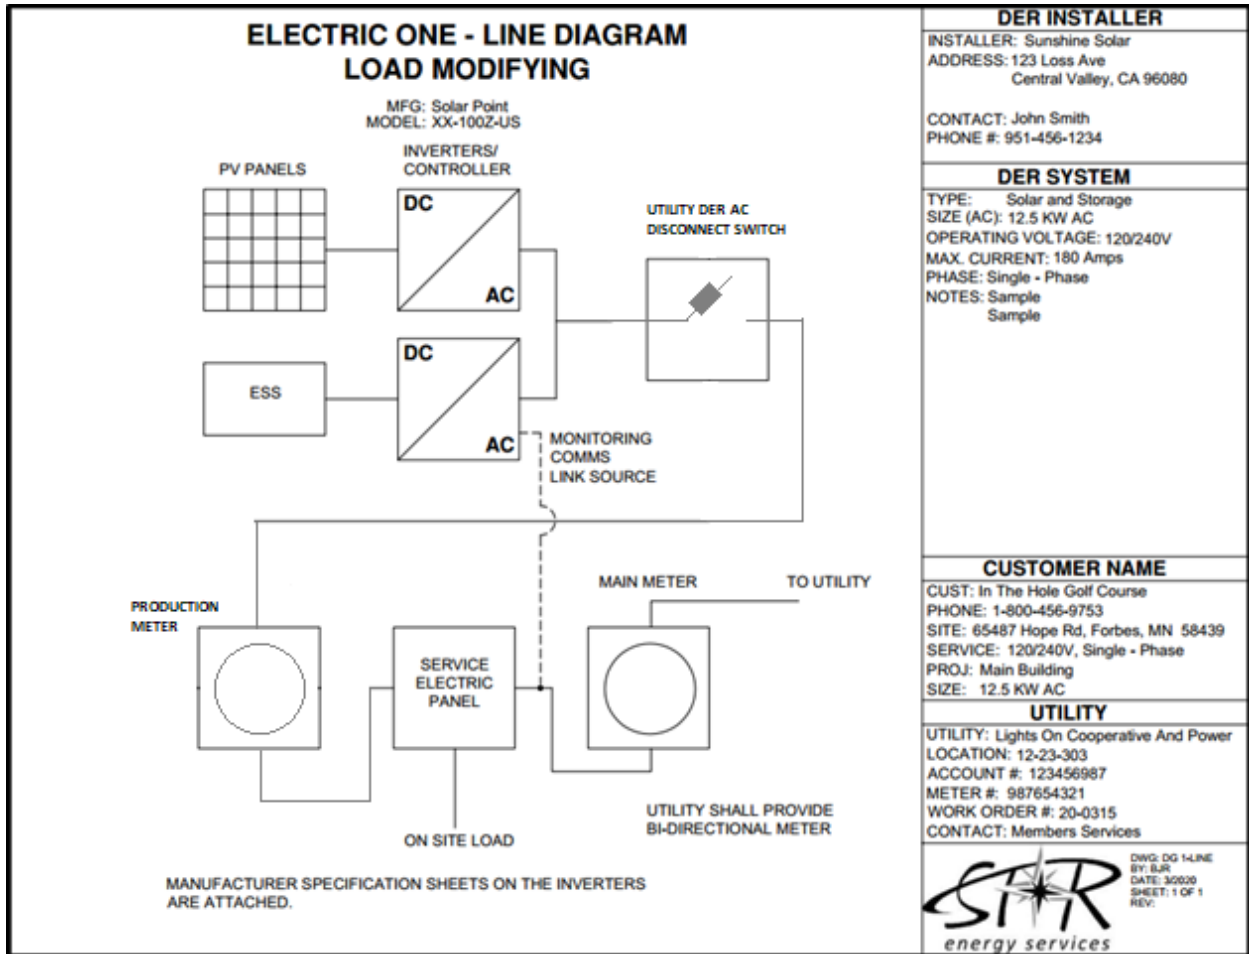 ELECTRIC ONE - LINE DIAGRAM
LOAD MODIFYING
MFG: Solar Point
MODEL: XX-100Z-US
PV PANELS
INVERTERS/
CONTROLLER
DC
AC
UTILITY DER AC
DISCONNECT SWITCH
ESS
DC
AC
MONITORING
COMMS
LINK SOURCE
PRODUCTION
METER
SERVICE
ELECTRIC
PANEL
MAIN METER
TO UTILITY
ON SITE LOAD
UTILITY SHALL PROVIDE
BI-DIRECTIONAL METER
MANUFACTURER SPECIFICATION SHEETS ON THE INVERTERS
ARE ATTACHED.
DER INSTALLER
INSTALLER: Sunshine Solar
ADDRESS: 123 Loss Ave
Central Valley, CA 96080
CONTACT: John Smith
PHONE #: 951-456-1234
DER SYSTEM
TYPE: Solar and Storage
SIZE (AC): 12.5 KW AC
OPERATING VOLTAGE: 120/240V
MAX. CURRENT: 180 Amps
PHASE: Single - Phase
NOTES: Sample
Sample
CUSTOMER NAME
CUST: In The Hole Golf Course
PHONE: 1-800-456-9753
SITE: 65487 Hope Rd, Forbes, MN 58439
SERVICE: 120/240V, Single - Phase
PROJ: Main Building
SIZE: 12.5 KW AC
UTILITY
UTILITY: Lights On Cooperative And Power
LOCATION: 12-23-303
ACCOUNT #: 123456987
METER #: 987654321
WORK ORDER #: 20-0315
CONTACT: Members Services
STAR
energy services
DWG: DG 1-LINE
BY: BJR
DATE: 3/2020
SHEET: 1 OF 1
REV: